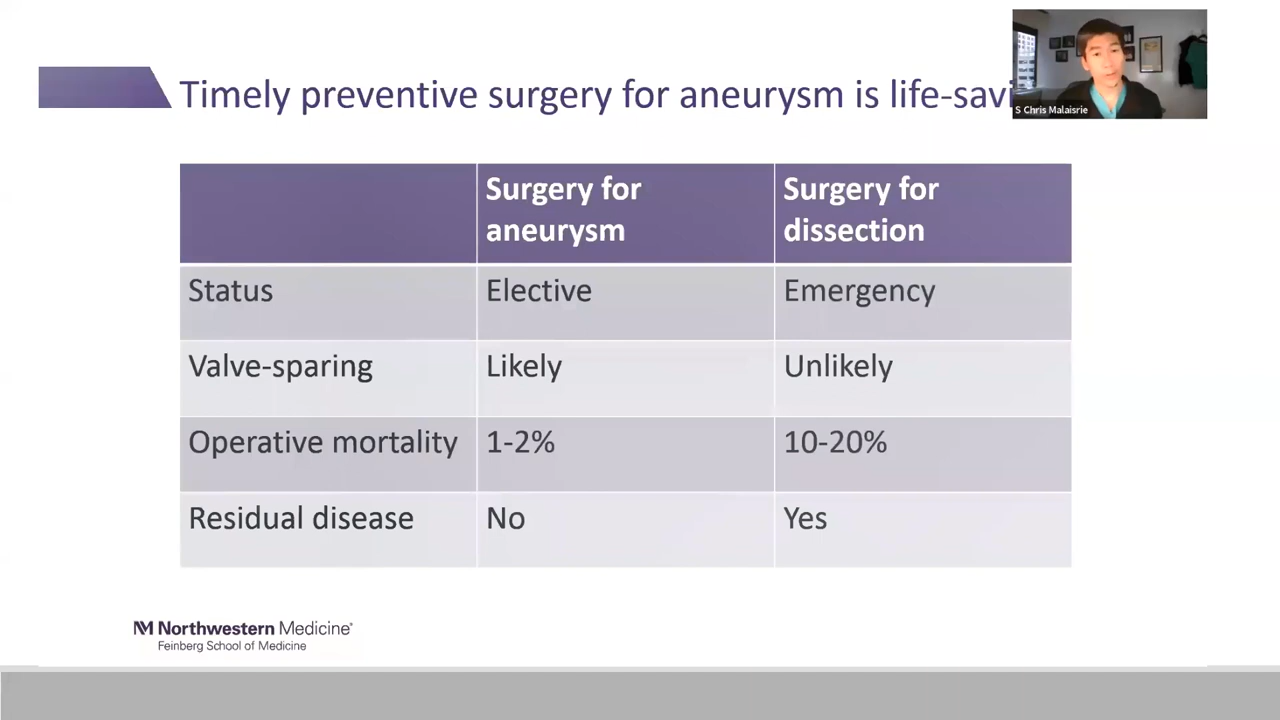 Timely preventive surgery for aneurysm is life-savi
S Chris Malaisrie
Surgery for
aneurysm
Surgery for
dissection
Status
Elective
Emergency
Valve-sparing
Likely
Unlikely
Operative mortality
1-2%
10-20%
Residual disease
No
Yes
NM Northwestern Medicine®
Feinberg School of Medicine